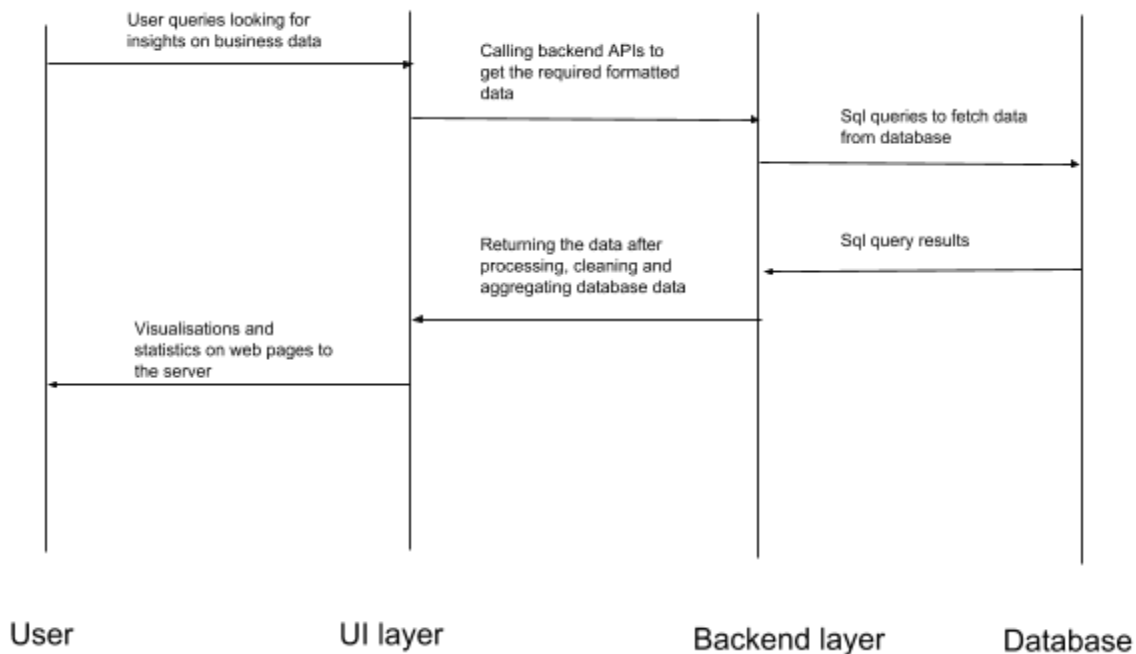 User queries looking for
insights on business data
Calling backend APIs to
get the required formatted
data
Sql queries to fetch data
from database
Sql query results
Returning the data after
processing, cleaning and
aggregating database data
Visualisations and
statistics on web pages to
the server
User
UI layer
Backend layer
Database